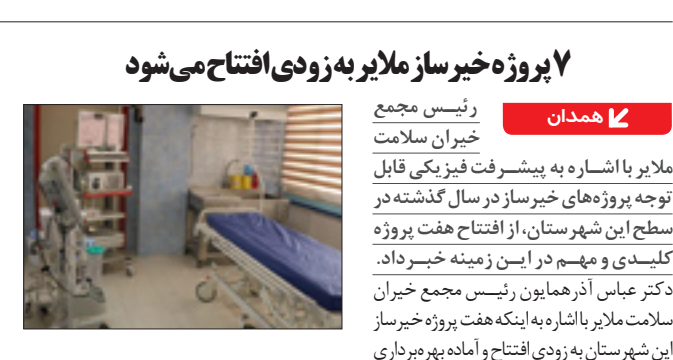 ۷ پروژه خیرساز ملایر به زودی افتتاح می‌شود
همدان
رئیس مجمع
خیران سلامت
ملایر با اشاره به پیشرفت فیزیکی قابل
توجه پروژه‌های خیرساز در سال گذشته در
سطح این شهرستان، از افتتاح هفت پروژه
کلیدی و مهم در این زمینه خبر داد.
دکتر عباس آذرهمایون رئیس مجمع خیران
سلامت ملایر با اشاره به اینکه هفت پروژه خیرساز
این شهرستان به زودی افتتاح و آماده بهره‌برداری